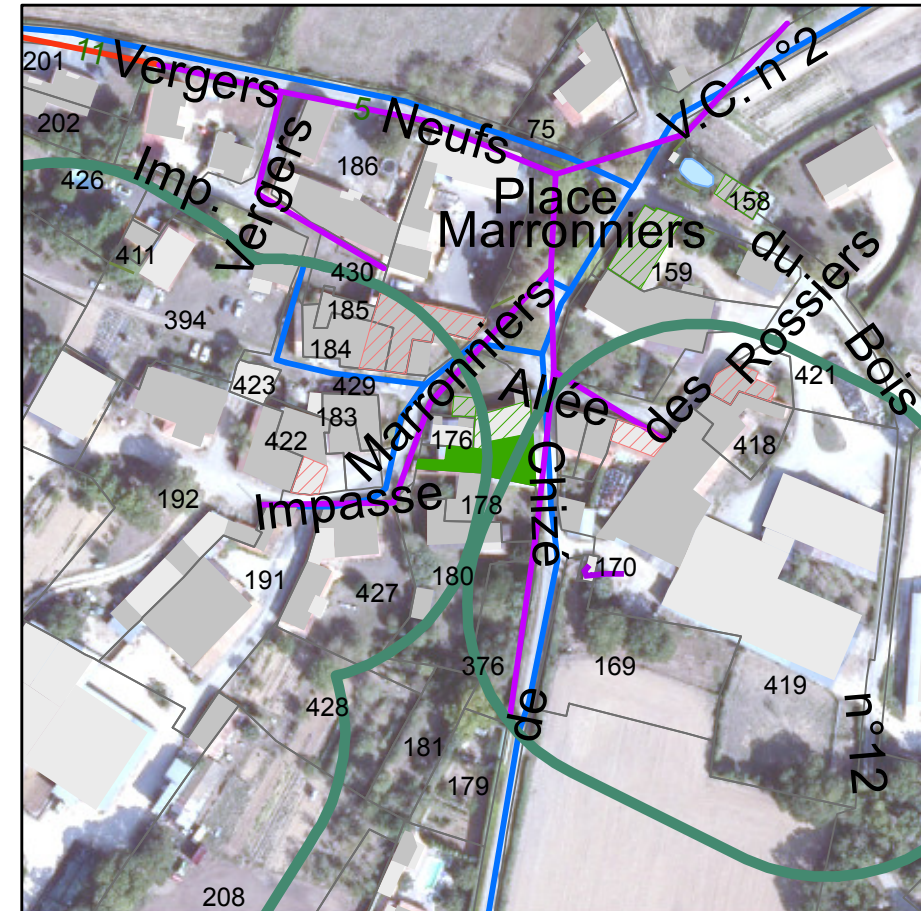 201
11
Vergers
5
Neufs
75
V.C. n°2
202
186
Imp.
Vergers
426
Place
Marronniers
158
411
430
159
du
185
394
184
Marronniers
des Rossiers
Bois
421
423
429
Allée
183
422
176
418
192
Impasse
178
Chizé
191
427
180
170
376
169
419
428
de
n°12
181
179
208